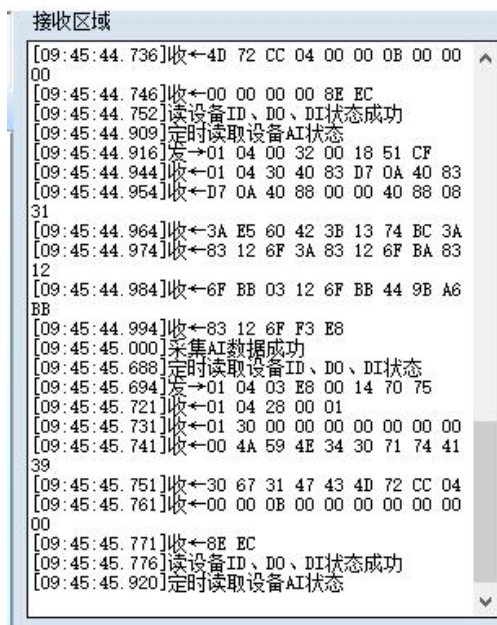 接收区域
[09:45:44.736]收←4D 72 CC 04 00 00 0B 00 00
00
[09:45:44.746]收←00 00 00 00 8E EC
[09:45:44.752]读设备ID、DO、DI状态成功
[09:45:44.909]定时读取设备AI状态
[09:45:44.916]发→01 04 00 32 00 18 51 CF
[09:45:44.944]收←01 04 30 40 83 D7 0A 40 83
[09:45:44.954]收←D7 0A 40 88 00 00 40 88 08
31
[09:45:44.964]收←3A E5 60 42 3B 13 74 BC 3A
[09:45:44.974]收←83 12 6F 3A 83 12 6F BA 83
12
[09:45:44.984]收←6F BB 03 12 6F BB 44 9B A6
BB
[09:45:44.994]收←83 12 6F F3 E8
[09:45:45.000]采集AI数据成功
[09:45:45.688]定时读取设备ID、DO、DI状态
[09:45:45.694]发→01 04 03 E8 00 14 70 75
[09:45:45.721]收←01 04 28 00 01
[09:45:45.731]收←01 30 00 00 00 00 00 00 00
[09:45:45.741]收←00 4A 59 4E 34 30 71 74 41
39
[09:45:45.751]收←30 67 31 47 43 4D 72 CC 04
[09:45:45.761]收←00 00 0B 00 00 00 00 00 00
00
[09:45:45.771]收←8E EC
[09:45:45.776]读设备ID、DO、DI状态成功
[09:45:45.920]定时读取设备AI状态